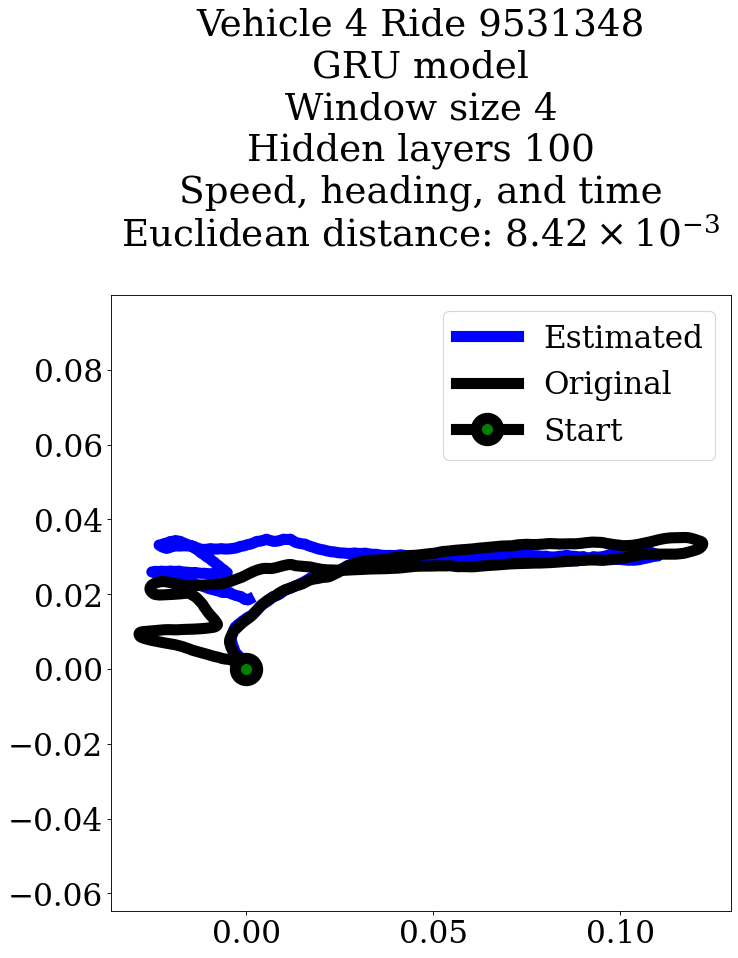 Vehicle 4 Ride 9531348
GRU model
Window size 4
Hidden layers 100
Speed, heading, and time
Euclidean distance: 8.42 × 10⁻³
Estimated
Original
Start
0.08
0.06
0.04
0.02
0.00
−0.02
−0.04
−0.06
0.00 0.05 0.10